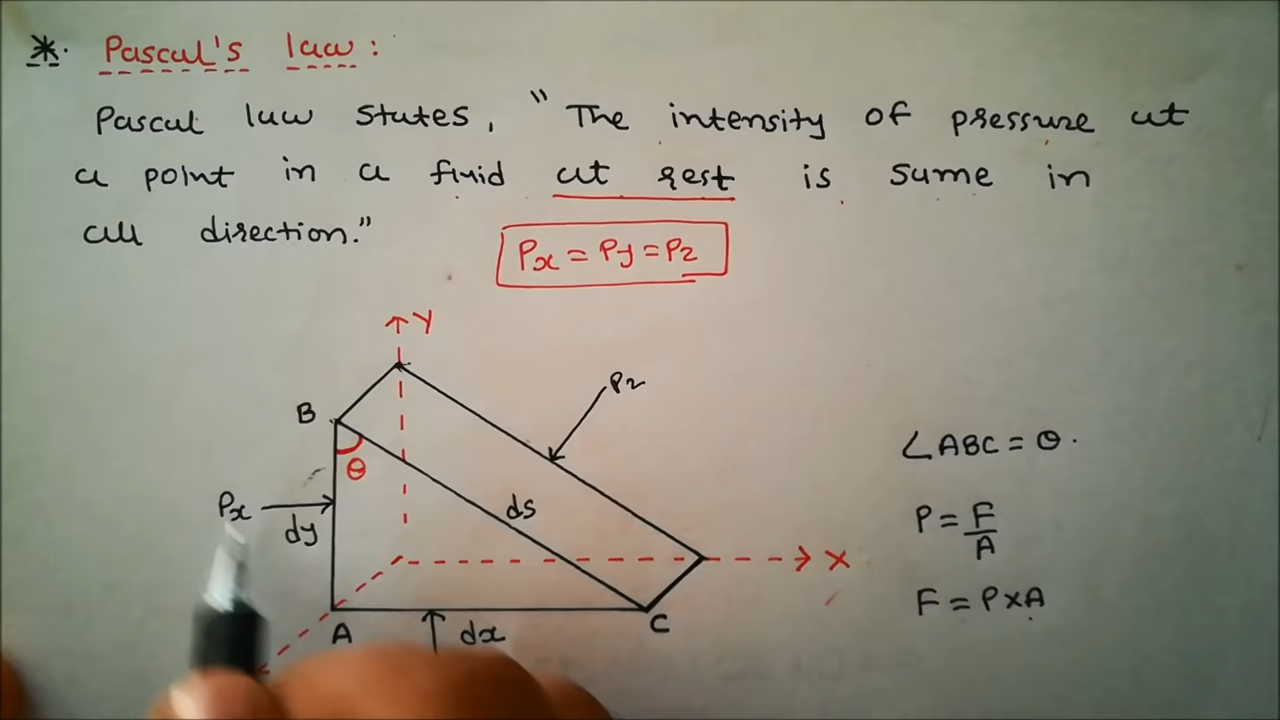 *. Pascal's law:
Pascal law states, "The intensity of pressure at
a point in a fluid at rest is same in
all direction."
Px = Py = Pz
Y
Pz
B
θ
∠ABC = θ.
Px
dy
ds
P = F/A
X
F = P×A
A
dx
C